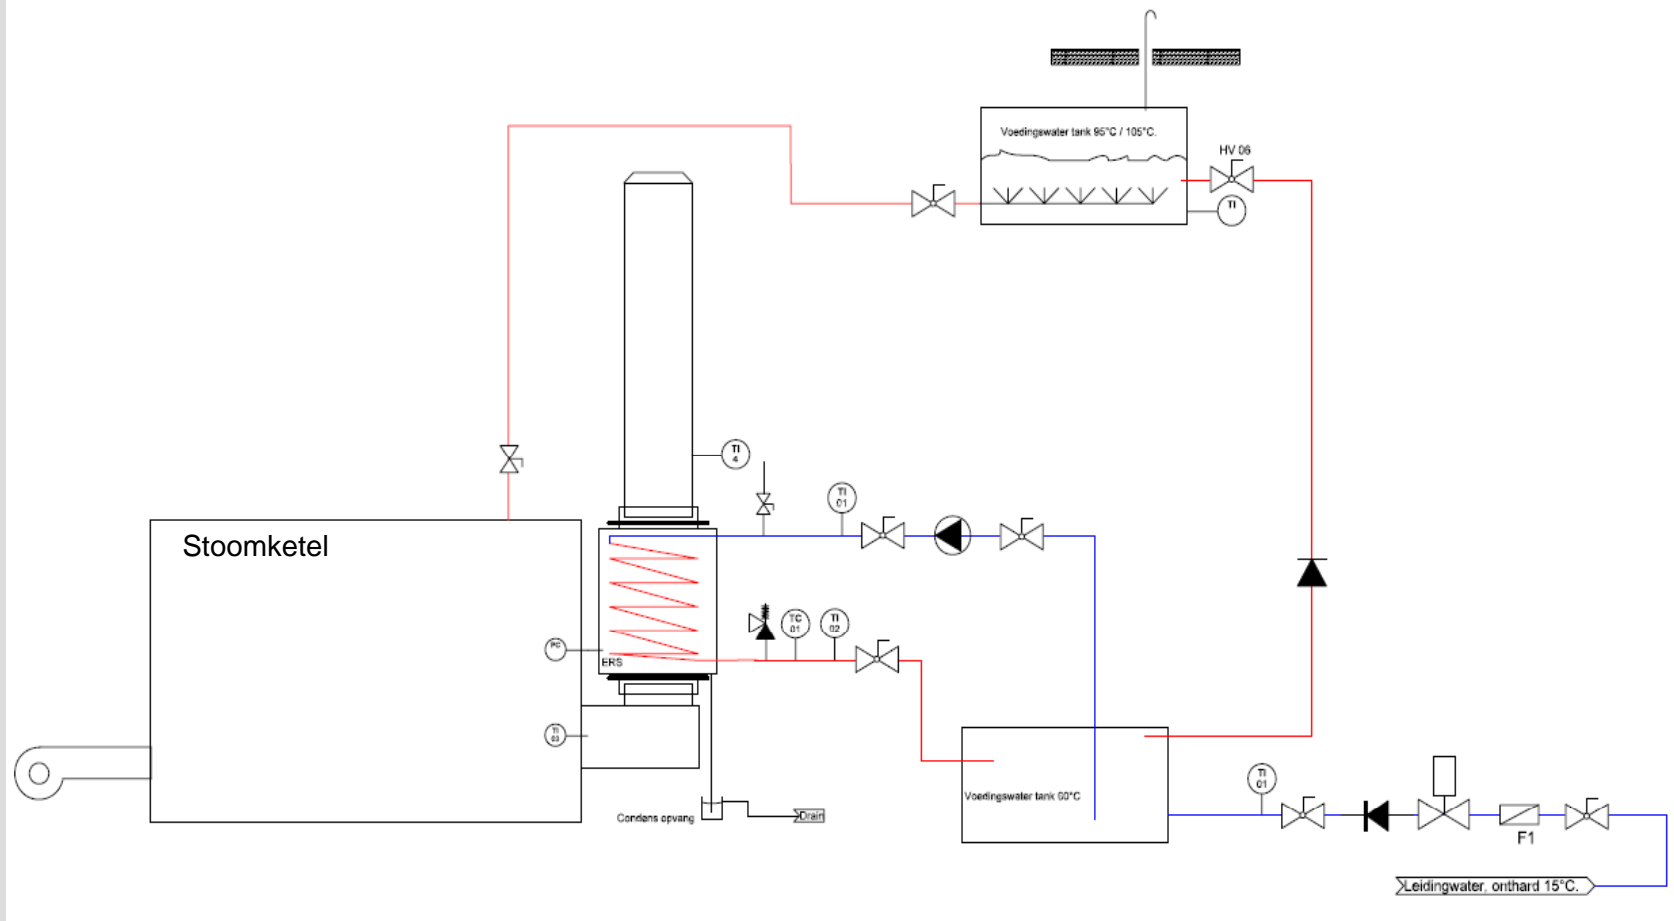 Voedingswater tank 95°C / 105°C.
HV 06
TI
TI
4
Stoomketel
TI
01
TC
01
TI
02
PC
ERS
TI
03
Voedingswater tank 60°C
TI
01
Condens opvang
Drain
F1
Leidingwater, onthard 15°C.